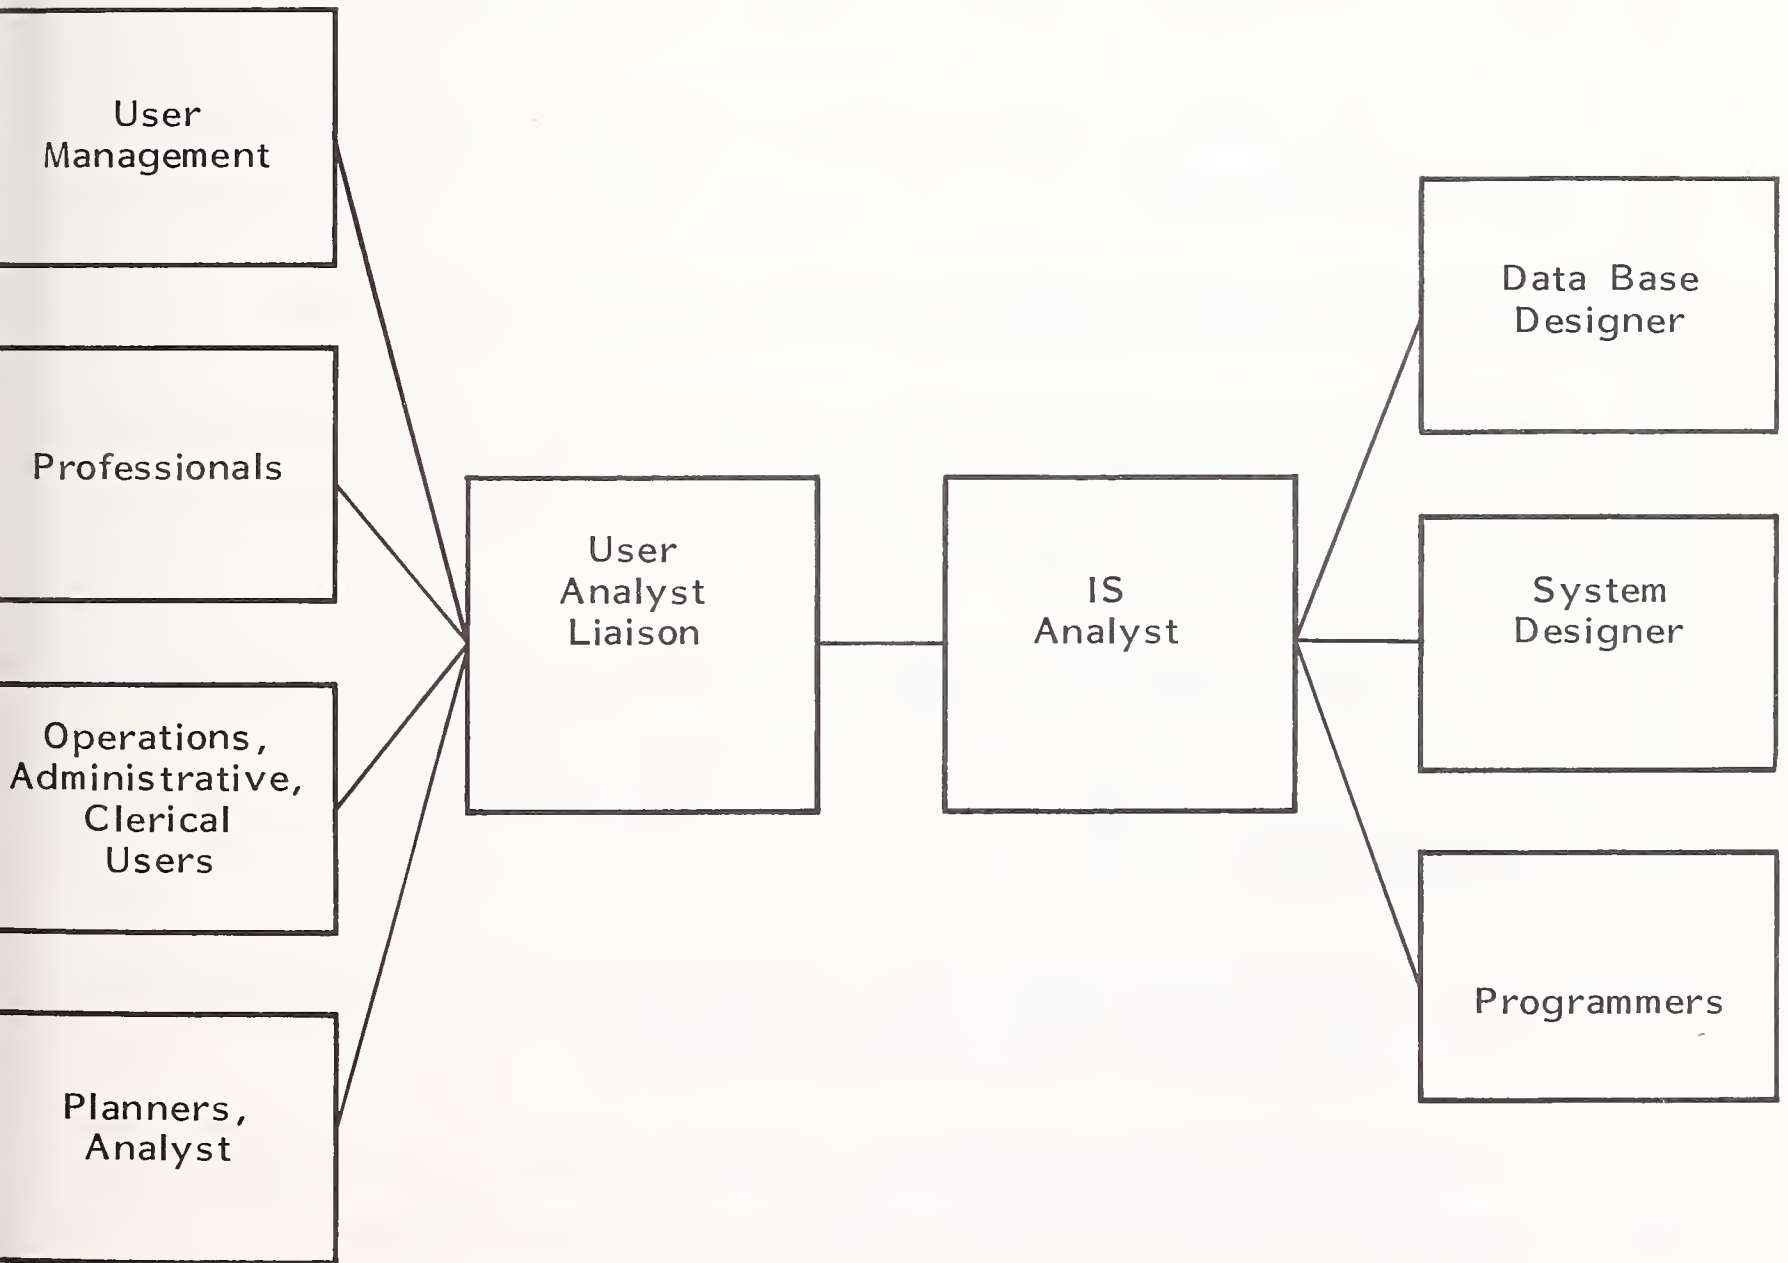 User
Management
Professionals
Operations,
Administrative,
Clerical
Users
Planners,
Analyst
User
Analyst
Liaison
IS
Analyst
Data Base
Designer
System
Designer
Programmers